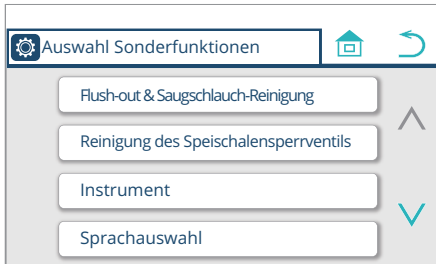 Auswahl Sonderfunktionen
Flush-out & Saugschlauch-Reinigung
Reinigung des Speischalensperrventils
Instrument
Sprachauswahl